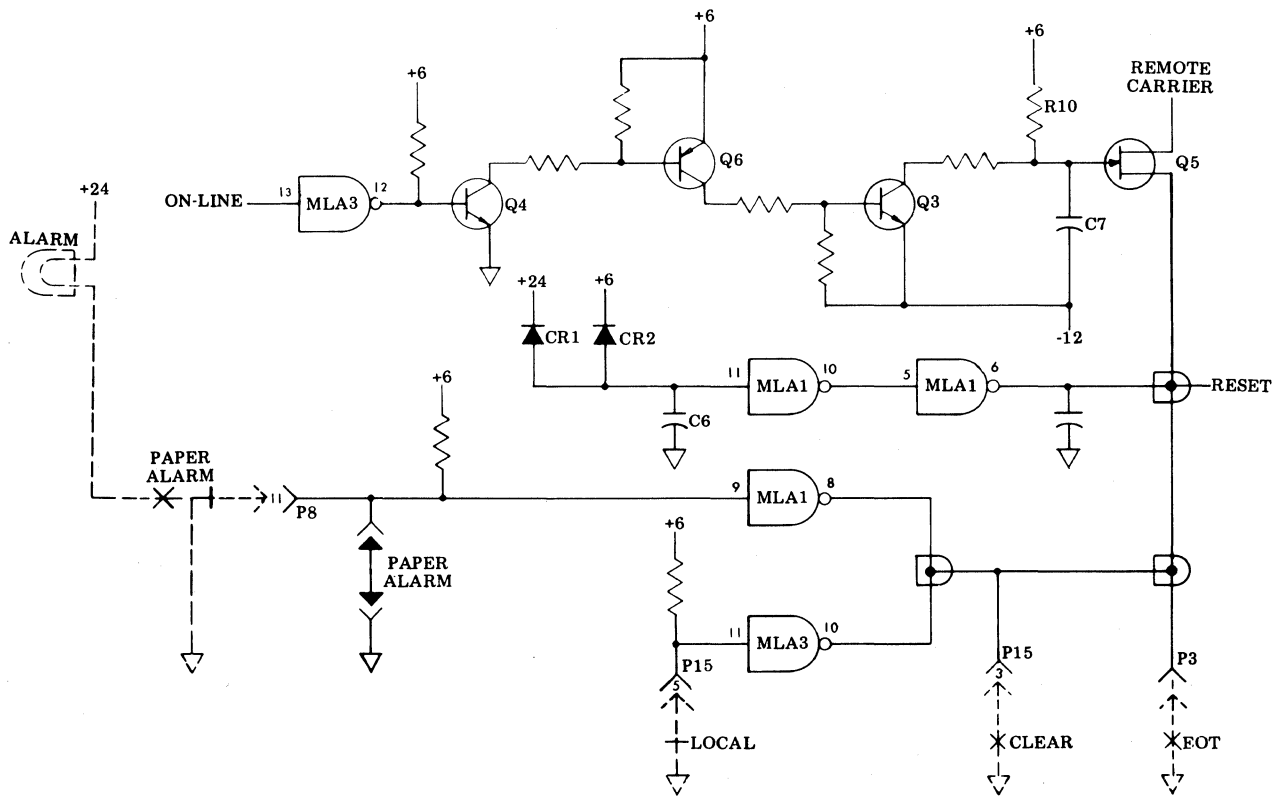 +6
+6
REMOTE
CARRIER
+6
R10
Q6
Q5
+24
ON-LINE
13
MLA3
12
Q4
Q3
C7
ALARM
+24
+6
CR1
CR2
-12
+6
11
MLA1
10
5
MLA1
6
RESET
C6
PAPER
ALARM
11
P8
9
MLA1
8
PAPER
ALARM
+6
11
MLA3
10
P15
5
P15
3
P3
LOCAL
CLEAR
EOT